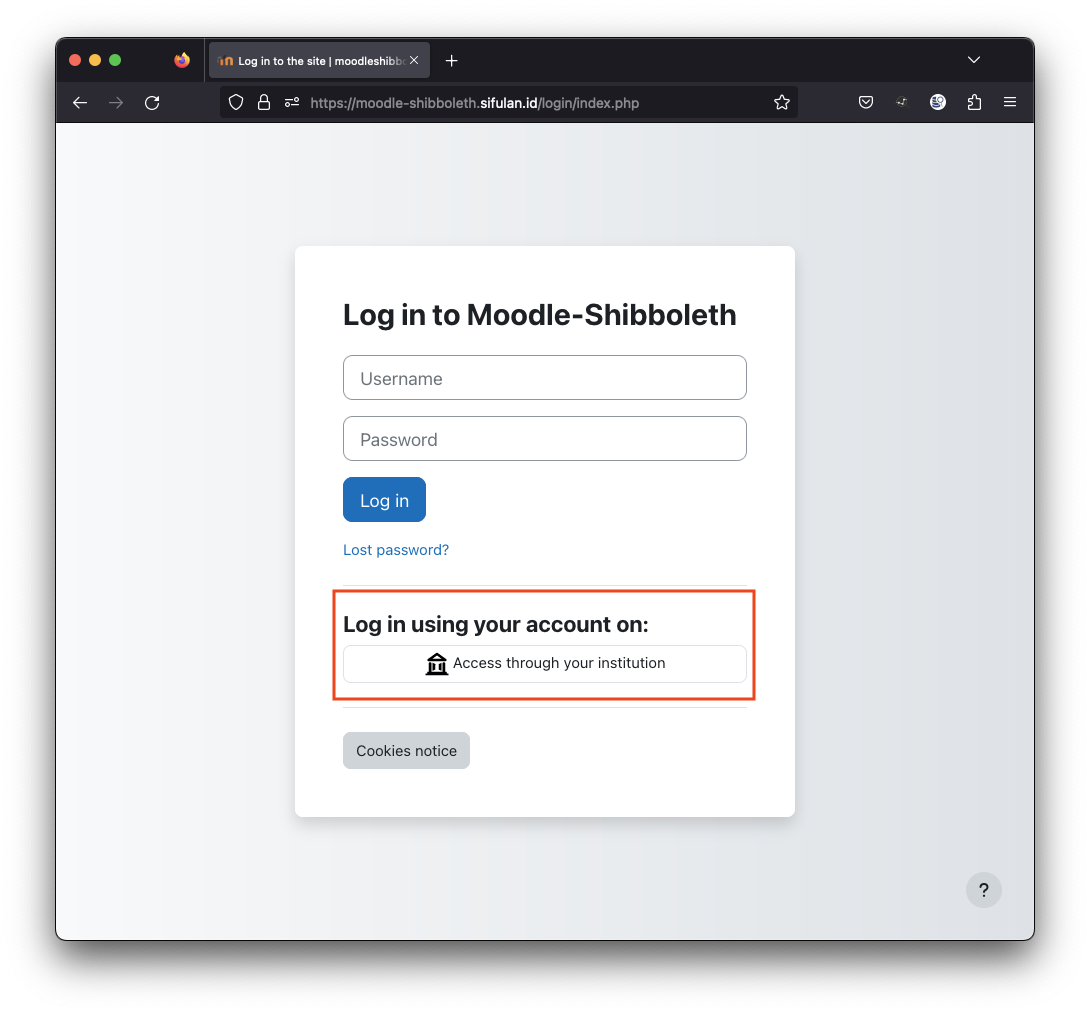 Log in to the site | moodleshibbo
https://moodle-shibboleth.sifulan.id/login/index.php
Log in to Moodle-Shibboleth
Username
Password
Log in
Lost password?
Log in using your account on:
Access through your institution
Cookies notice
?